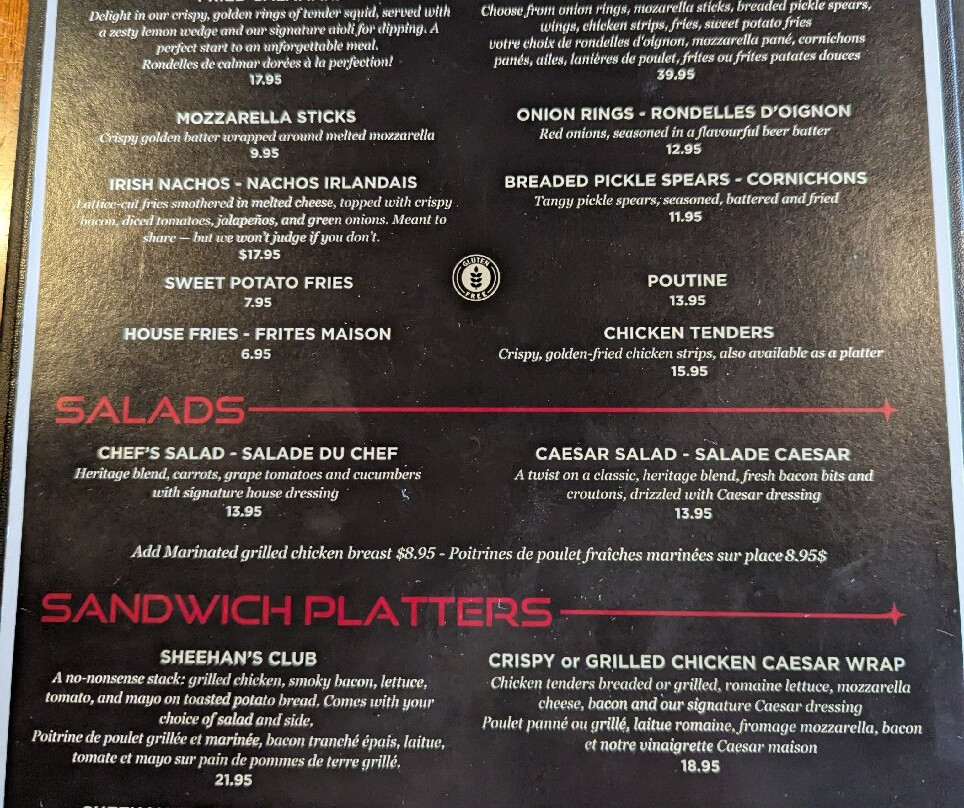 Delight in our crispy, golden rings of tender squid, served with
a zesty lemon wedge and our signature aioli for dipping. A
perfect start to an unforgettable meal.
Rondelles de calmar dorées à la perfection!
17.95
MOZZARELLA STICKS
Crispy golden batter wrapped around melted mozzarella
9.95
IRISH NACHOS - NACHOS IRLANDAIS
Lattice-cut fries smothered in melted cheese, topped with crispy
bacon, diced tomatoes, jalapeños, and green onions. Meant to
share — but we won't judge if you don't.
$17.95
SWEET POTATO FRIES
7.95
HOUSE FRIES - FRITES MAISON
6.95
Choose from onion rings, mozarella sticks, breaded pickle spears,
wings, chicken strips, fries, sweet potato fries
votre choix de rondelles d'oignon, mozzarella pané, cornichons
panés, ailes, lanières de poulet, frites ou frites patates douces
39.95
ONION RINGS - RONDELLES D'OIGNON
Red onions, seasoned in a flavourful beer batter
12.95
BREADED PICKLE SPEARS - CORNICHONS
Tangy pickle spears, seasoned, battered and fried
11.95
GLUTEN
FREE
POUTINE
13.95
CHICKEN TENDERS
Crispy, golden-fried chicken strips, also available as a platter
15.95
SALADS
CHEF'S SALAD - SALADE DU CHEF
Heritage blend, carrots, grape tomatoes and cucumbers
with signature house dressing
13.95
CAESAR SALAD - SALADE CAESAR
A twist on a classic, heritage blend, fresh bacon bits and
croutons, drizzled with Caesar dressing
13.95
Add Marinated grilled chicken breast $8.95 - Poitrines de poulet fraîches marinées sur place 8.95$
SANDWICH PLATTERS
SHEEHAN'S CLUB
A no-nonsense stack: grilled chicken, smoky bacon, lettuce,
tomato, and mayo on toasted potato bread. Comes with your
choice of salad and side,
Poitrine de poulet grillée et marinée, bacon tranché épais, laitue,
tomate et mayo sur pain de pommes de terre grillé.
21.95
CRISPY or GRILLED CHICKEN CAESAR WRAP
Chicken tenders breaded or grilled, romaine lettuce, mozzarella
cheese, bacon and our signature Caesar dressing
Poulet panné ou grillé, laitue romaine, fromage mozzarella, bacon
et notre vinaigrette Caesar maison
18.95